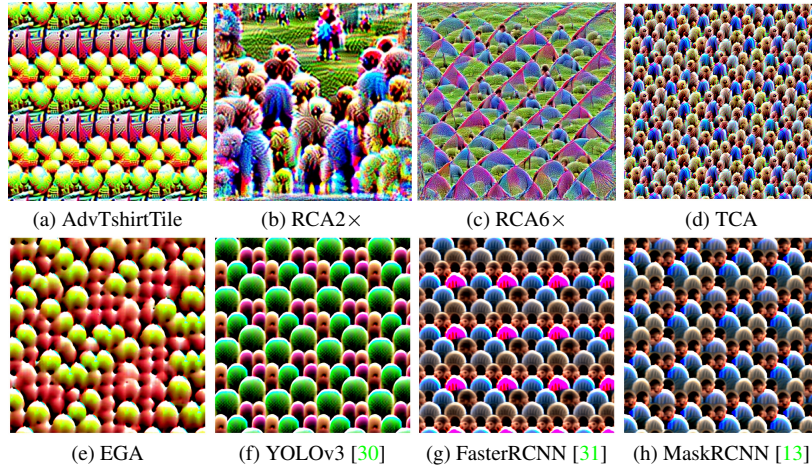 (a) AdvTshirtTile (b) RCA2× (c) RCA6× (d) TCA
(e) EGA (f) YOLOv3 [30] (g) FasterRCNN [31] (h) MaskRCNN [13]